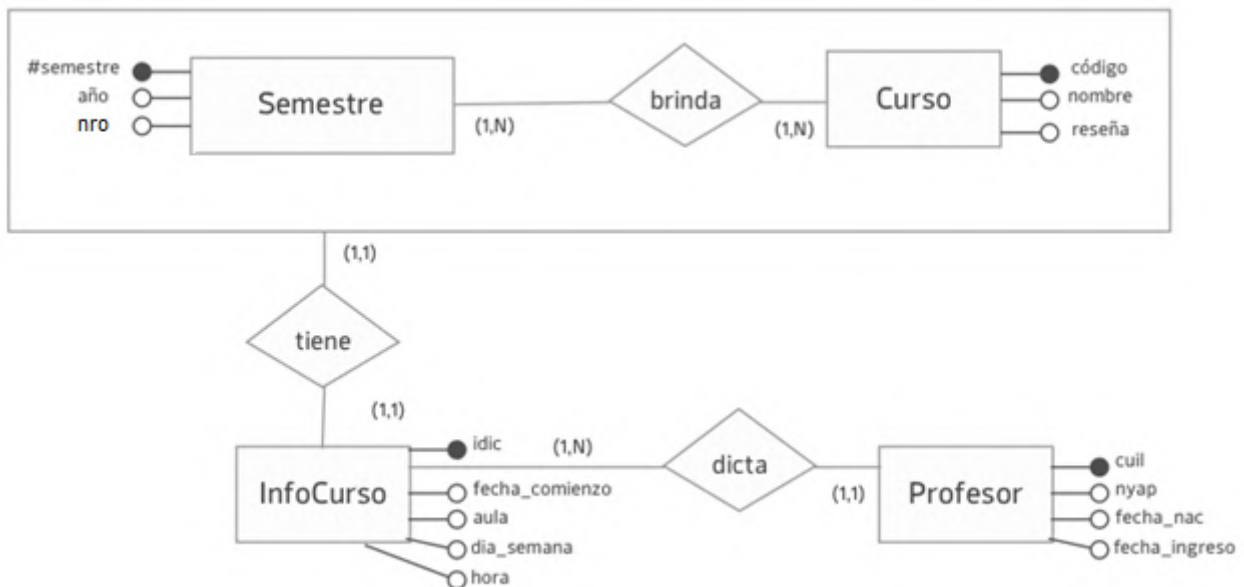 #semestre
año
nro
Semestre
(1,N)
brinda
(1,N)
Curso
código
nombre
reseña
(1,1)
tiene
(1,1)
InfoCurso
idic
fecha_comienzo
aula
dia_semana
hora
(1,N)
dicta
(1,1)
Profesor
cuil
nyap
fecha_nac
fecha_ingreso